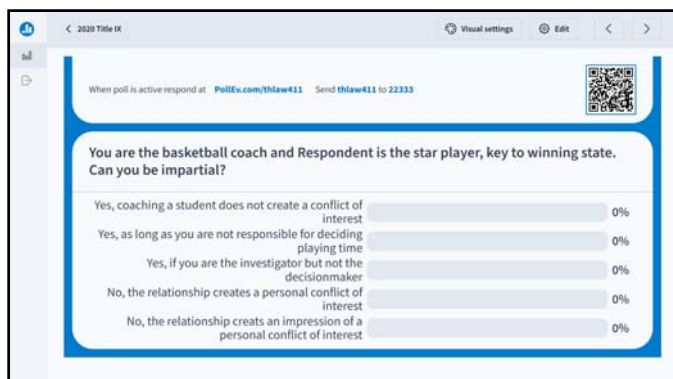 2020 Title IX
Visual settings
Edit
When poll is active respond at PollEv.com/thlaw411 Send thlaw411 to 22333
You are the basketball coach and Respondent is the star player, key to winning state.
Can you be impartial?
Yes, coaching a student does not create a conflict of
interest
0%
Yes, as long as you are not responsible for deciding
playing time
0%
Yes, if you are the investigator but not the
decisionmaker
0%
No, the relationship creates a personal conflict of
interest
0%
No, the relationship creats an impression of a
personal conflict of interest
0%